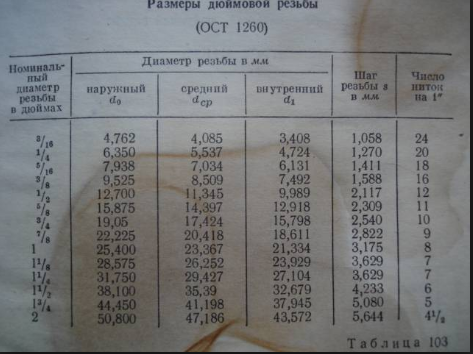 Размеры дюймовой резьбы
(ОСТ 1260)
Номиналь-ный диаметр резьбы в дюймах | Диаметр резьбы в мм | Шаг резьбы s в мм | Число ниток на 1"
наружный d₀ | средний d_ср | внутренний d₁
3/16 4,762 4,085 3,408 1,058 24
1/4 6,350 5,537 4,724 1,270 20
5/16 7,938 7,034 6,131 1,411 18
3/8 9,525 8,509 7,492 1,588 16
1/2 12,700 11,345 9,989 2,117 12
5/8 15,875 14,397 12,918 2,309 11
3/4 19,05 17,424 15,798 2,540 10
7/8 22,225 20,418 18,611 2,822 9
1 25,400 23,367 21,334 3,175 8
1 1/8 28,575 26,252 23,929 3,629 7
1 1/4 31,750 29,427 27,104 3,629 7
1 1/2 38,100 35,39 32,679 4,233 6
1 3/4 44,450 41,198 37,945 5,080 5
2 50,800 47,186 43,572 5,644 4 1/2
Таблица 103